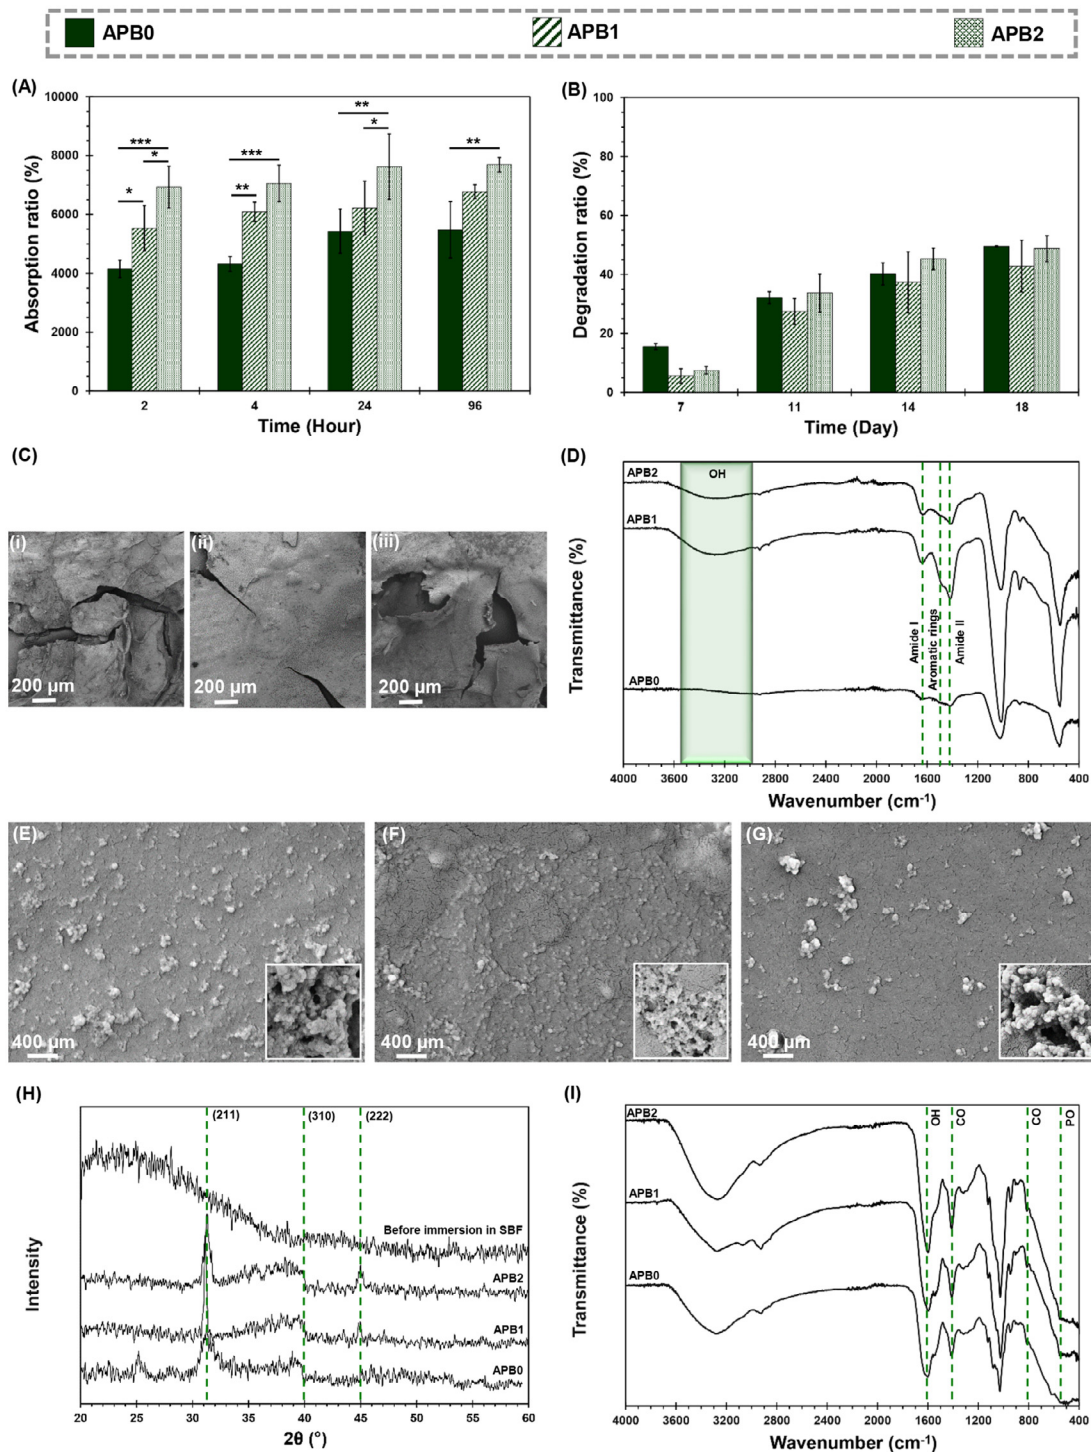 APB0
APB1
APB2
(A)
10000
8000
6000
4000
2000
0
Absorption ratio (%)
***
*
*
***
**
**
*
**
2
4
24
96
Time (Hour)
(B)
100
80
60
40
20
0
Degradation ratio (%)
7
11
14
18
Time (Day)
(C)
(i)
200 µm
(ii)
200 µm
(iii)
200 µm
(D)
Transmittance (%)
APB2
OH
APB1
APB0
Amide I
Aromatic rings
Amide II
4000
3200
2400
1600
1200
800
400
Wavenumber (cm⁻¹)
(E)
400 µm
(F)
400 µm
(G)
400 µm
(H)
Intensity
(211)
(310)
(222)
Before immersion in SBF
APB2
APB1
APB0
20
25
30
35
40
45
50
55
60
2θ (°)
(I)
Transmittance (%)
APB2
APB1
APB0
OH
CO
CO
PO
4000
3600
3200
2400
1600
1200
800
400
Wavenumber (cm⁻¹)